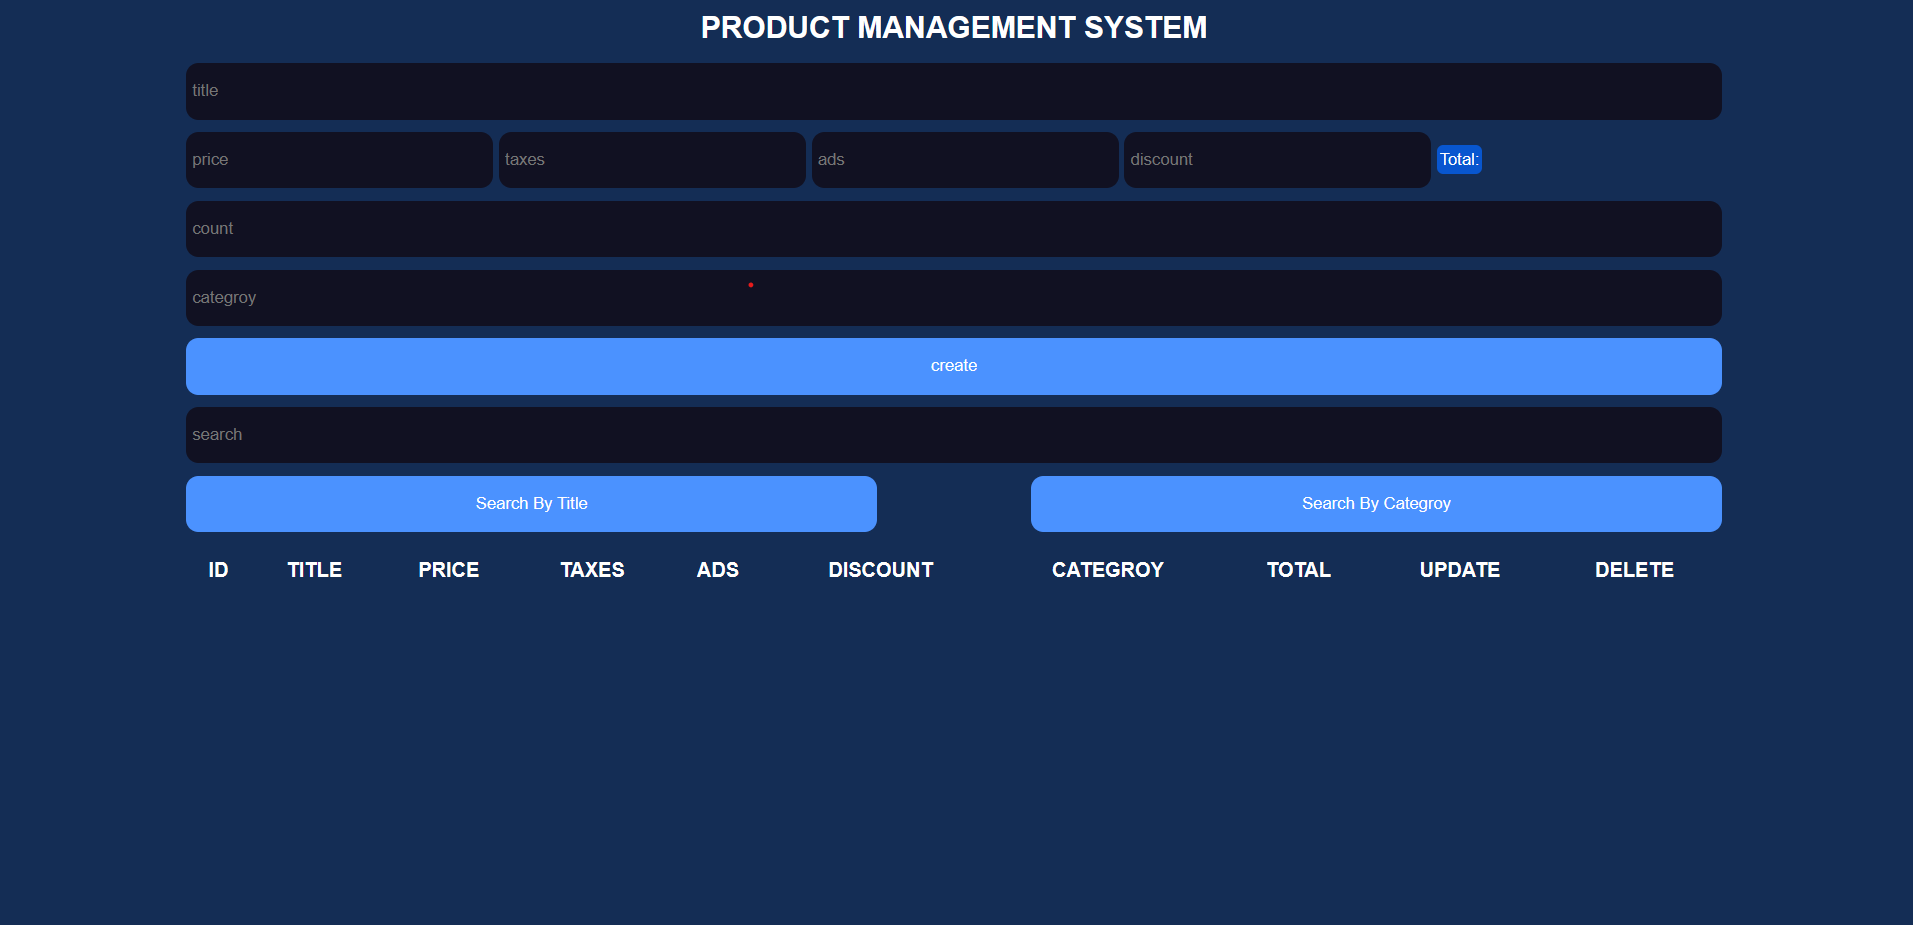 PRODUCT MANAGEMENT SYSTEM
title
price taxes ads discount Total:
count
categroy
create
search
Search By Title Search By Categroy
ID TITLE PRICE TAXES ADS DISCOUNT CATEGROY TOTAL UPDATE DELETE